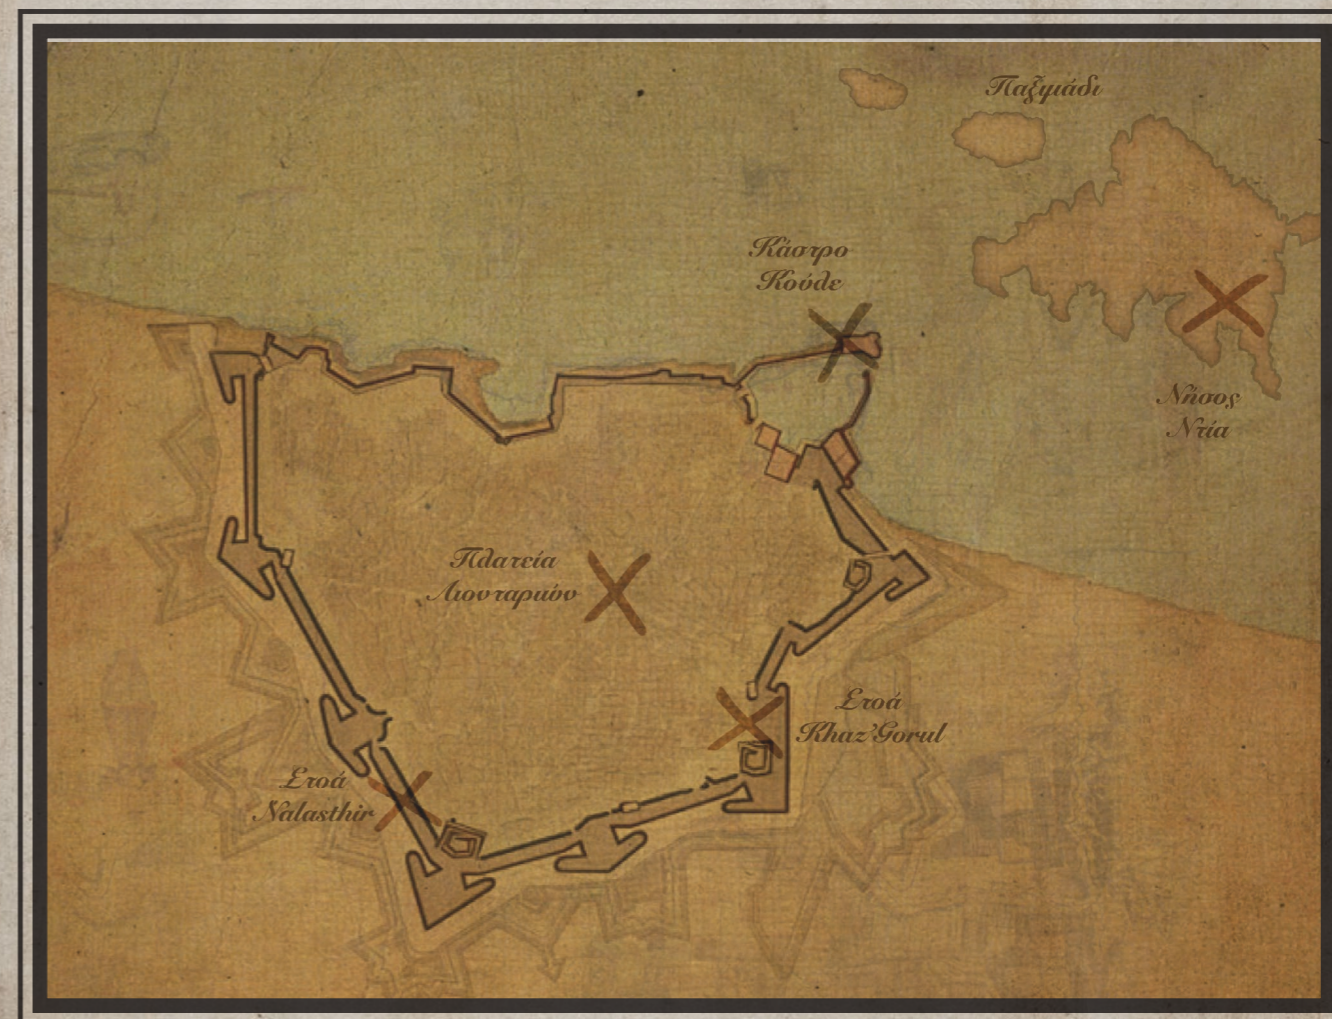 Παξιμάδι
Κάστρο
Κούλε
Νήσος
Ντία
Πλατεία
Λιονταριών
Στοά
Khaz'Gorul
Στοά
Nalasthir